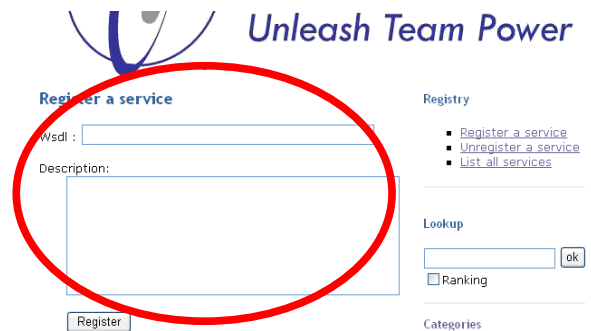 Unleash Team Power
Register a service
Wsdl :
Description:
Register
Registry
Register a service
Unregister a service
List all services
Lookup
ok
Ranking
Categories